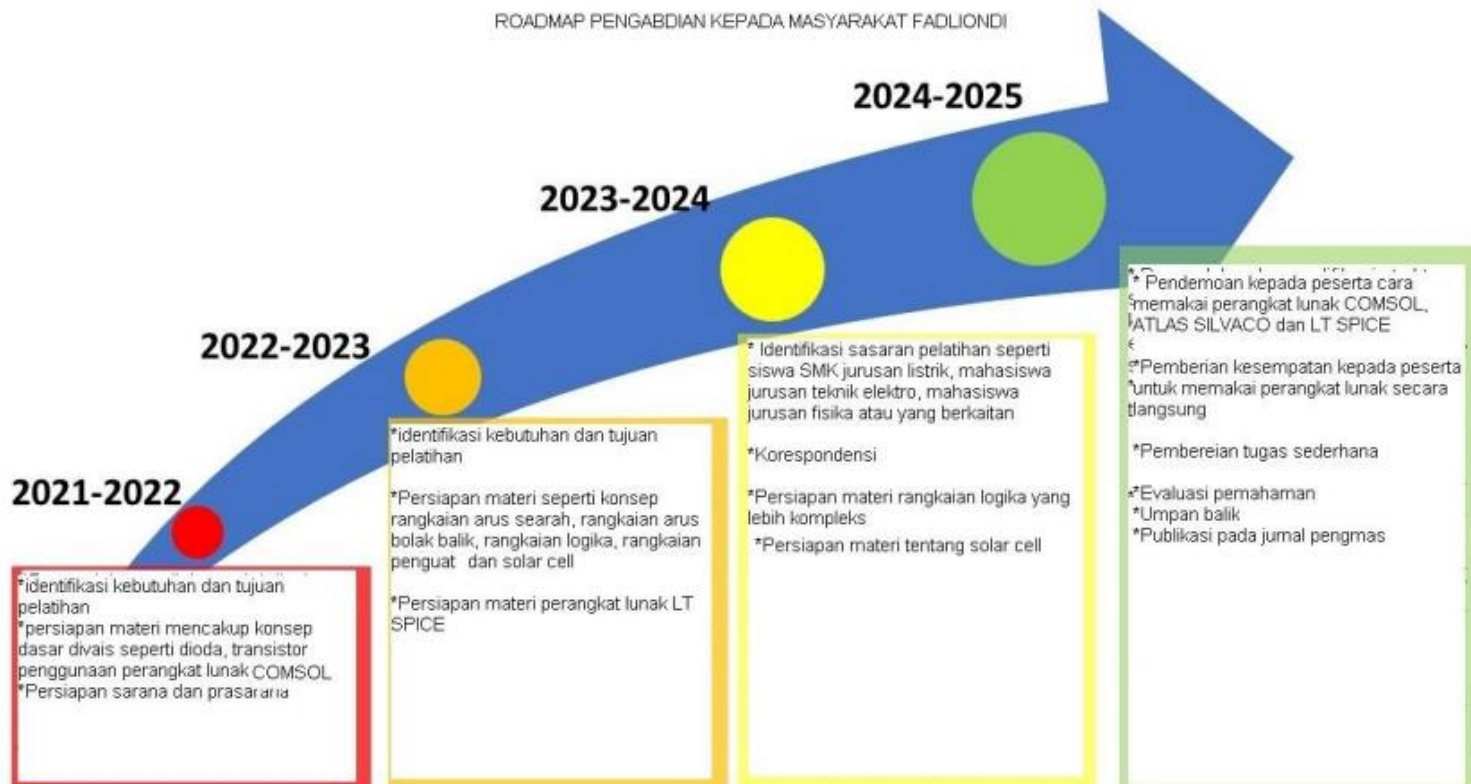 ROADMAP PENGABDIAN KEPADA MASYARAKAT FADLIONDI
2021-2022
*identifikasi kebutuhan dan tujuan
pelatihan
*persiapan materi mencakup konsep
dasar divais seperti dioda, transistor
penggunaan perangkat lunak COMSOL
*Persiapan sarana dan prasarana
2022-2023
*identifikasi kebutuhan dan tujuan
pelatihan
*Persiapan materi seperti konsep
rangkaian arus searah, rangkaian arus
bolak balik, rangkaian logika, rangkaian
penguat dan solar cell
*Persiapan materi perangkat lunak LT
SPICE
2023-2024
* Identifikasi sasaran pelatihan seperti
siswa SMK jurusan listrik, mahasiswa
jurusan teknik elektro, mahasiswa
jurusan fisika atau yang berkaitan
*Korespondensi
*Persiapan materi rangkaian logika yang
lebih kompleks
*Persiapan materi tentang solar cell
2024-2025
* Pendemoan kepada peserta cara
memakai perangkat lunak COMSOL,
ATLAS SILVACO dan LT SPICE
*Pemberian kesempatan kepada peserta
untuk memakai perangkat lunak secara
langsung
*Pembereian tugas sederhana
*Evaluasi pemahaman
*Umpan balik
*Publikasi pada jurnal pengmas